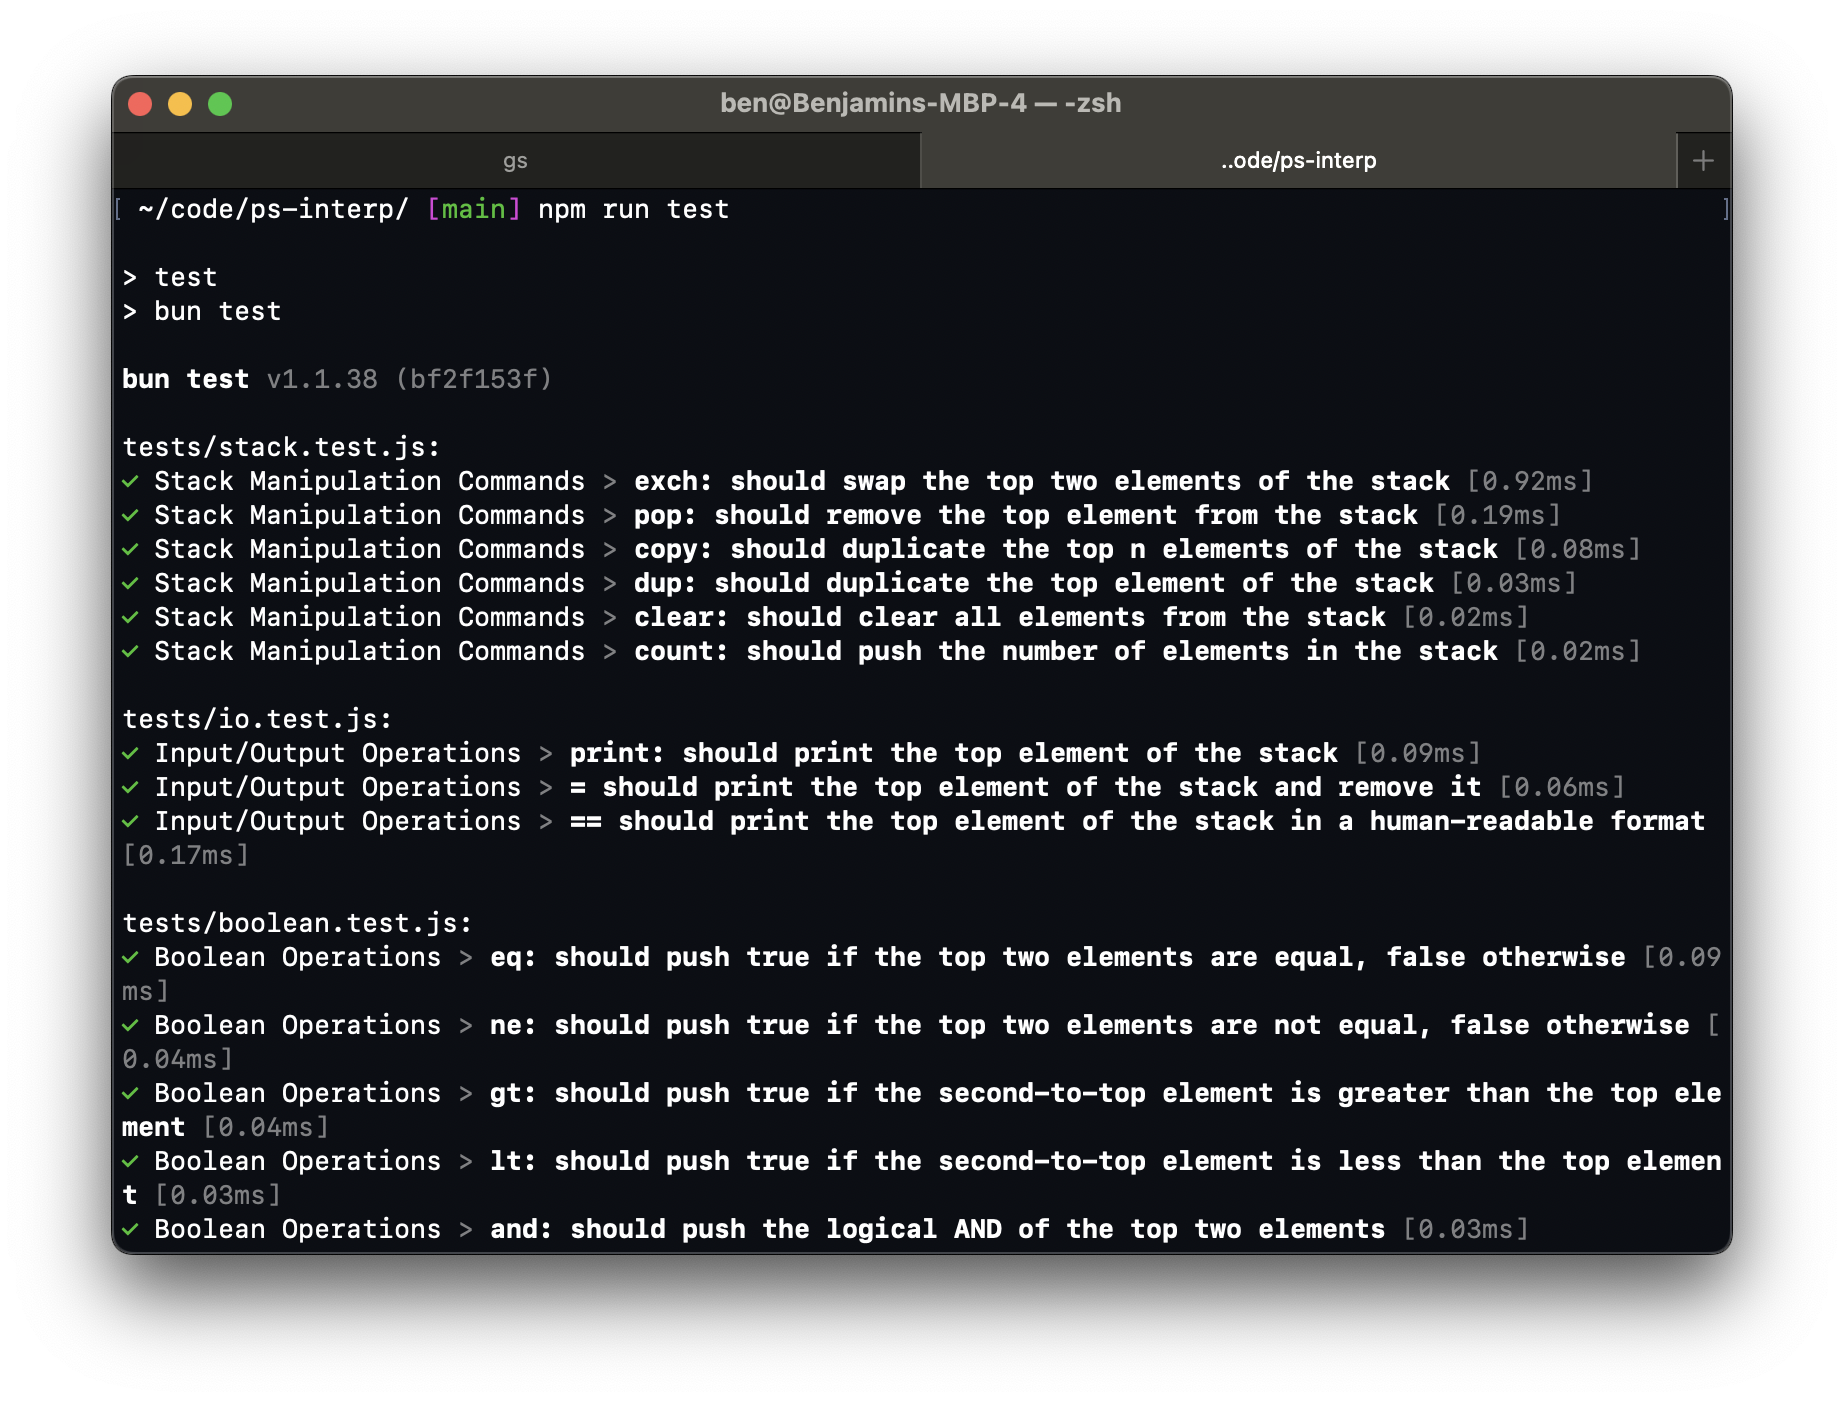 ben@Benjamins-MBP-4 — -zsh
gs
..ode/ps-interp
+
[ ~/code/ps-interp/ [main] npm run test ]
> test
> bun test
bun test v1.1.38 (bf2f153f)
tests/stack.test.js:
✓ Stack Manipulation Commands > exch: should swap the top two elements of the stack [0.92ms]
✓ Stack Manipulation Commands > pop: should remove the top element from the stack [0.19ms]
✓ Stack Manipulation Commands > copy: should duplicate the top n elements of the stack [0.08ms]
✓ Stack Manipulation Commands > dup: should duplicate the top element of the stack [0.03ms]
✓ Stack Manipulation Commands > clear: should clear all elements from the stack [0.02ms]
✓ Stack Manipulation Commands > count: should push the number of elements in the stack [0.02ms]
tests/io.test.js:
✓ Input/Output Operations > print: should print the top element of the stack [0.09ms]
✓ Input/Output Operations > = should print the top element of the stack and remove it [0.06ms]
✓ Input/Output Operations > == should print the top element of the stack in a human-readable format
[0.17ms]
tests/boolean.test.js:
✓ Boolean Operations > eq: should push true if the top two elements are equal, false otherwise [0.09
ms]
✓ Boolean Operations > ne: should push true if the top two elements are not equal, false otherwise [
0.04ms]
✓ Boolean Operations > gt: should push true if the second-to-top element is greater than the top ele
ment [0.04ms]
✓ Boolean Operations > lt: should push true if the second-to-top element is less than the top elemen
t [0.03ms]
✓ Boolean Operations > and: should push the logical AND of the top two elements [0.03ms]